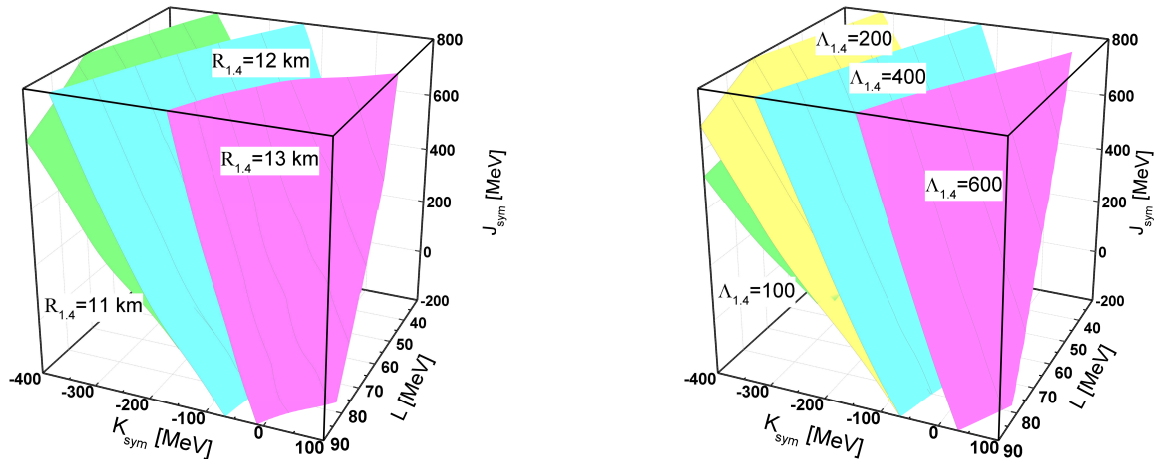 R1.4=12 km
R1.4=13 km
R1.4=11 km
800
600
400
200
0
-200
Jsym [MeV]
40
50
60
70
80
90
L [MeV]
-400
-300
-200
-100
0
100
Ksym [MeV]
Λ1.4=200
Λ1.4=400
Λ1.4=600
Λ1.4=100
800
600
400
200
0
-200
Jsym [MeV]
40
50
60
70
80
90
L [MeV]
-400
-300
-200
-100
0
100
Ksym [MeV]